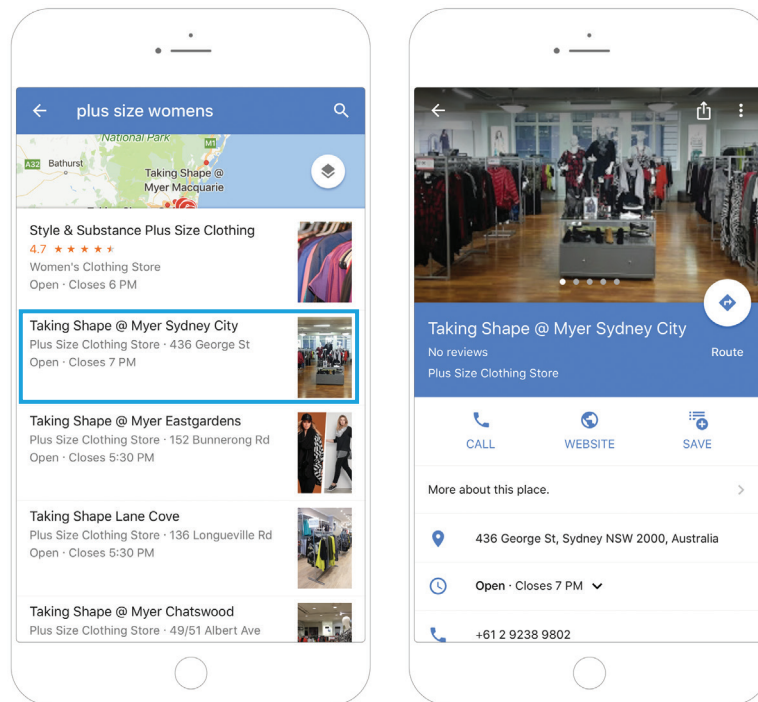 plus size womens
National Park
M1
A32 Bathurst
Taking Shape @
Myer Macquarie
Style & Substance Plus Size Clothing
4.7
Women's Clothing Store
Open · Closes 6 PM
Taking Shape @ Myer Sydney City
Plus Size Clothing Store · 436 George St
Open · Closes 7 PM
Taking Shape @ Myer Eastgardens
Plus Size Clothing Store · 152 Bunnerong Rd
Open · Closes 5:30 PM
Taking Shape Lane Cove
Plus Size Clothing Store · 136 Longueville Rd
Open · Closes 5:30 PM
Taking Shape @ Myer Chatswood
Plus Size Clothing Store · 49/51 Albert Ave
Taking Shape @ Myer Sydney City
No reviews
Route
Plus Size Clothing Store
CALL WEBSITE SAVE
More about this place.
436 George St, Sydney NSW 2000, Australia
Open · Closes 7 PM
+61 2 9238 9802